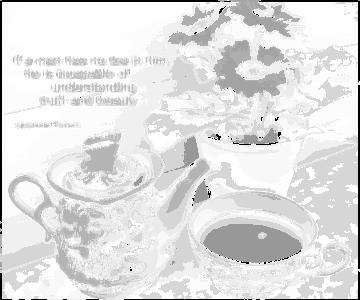 If a man has no tea in him
he is incapable of
understanding
truth and beauty